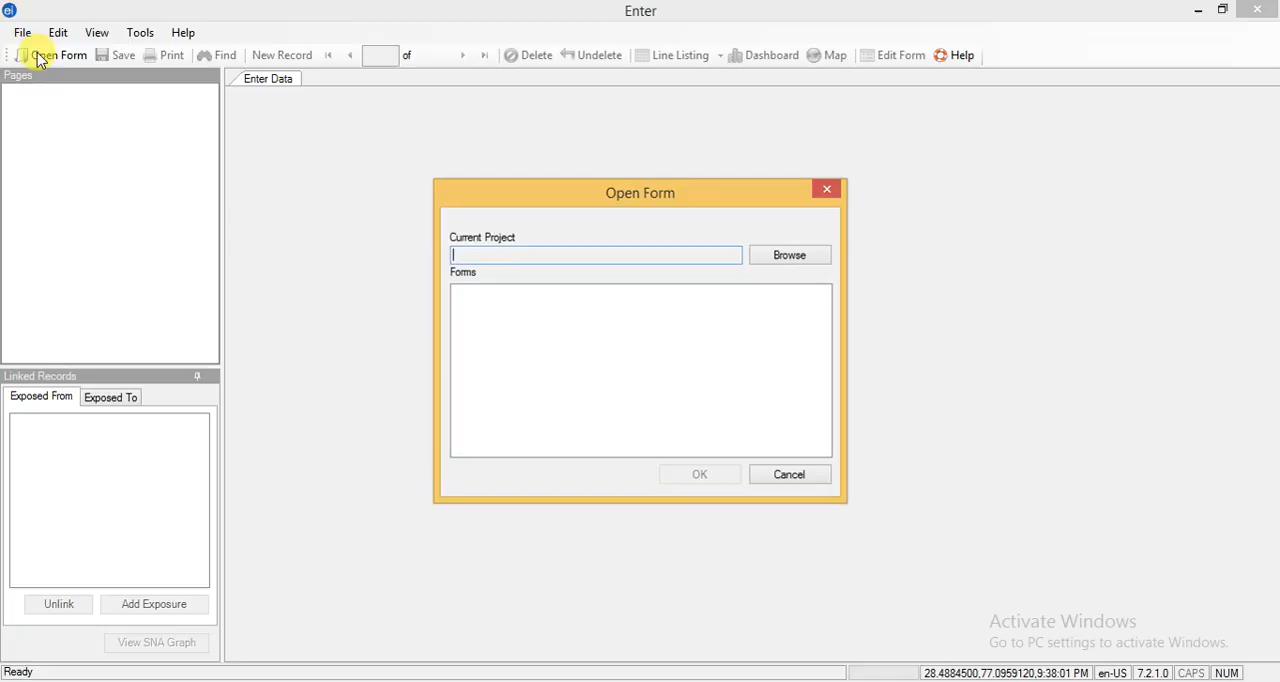 ei
Enter
File Edit View Tools Help
Open Form Save Print Find New Record of Delete Undelete Line Listing Dashboard Map Edit Form Help
Pages
Enter Data
Open Form
Current Project
Browse
Forms
OK Cancel
Linked Records
Exposed From Exposed To
Unlink Add Exposure
View SNA Graph
Activate Windows
Go to PC settings to activate Windows.
Ready 28.4884500,77.0959120,9:38:01 PM en-US 7.2.1.0 CAPS NUM